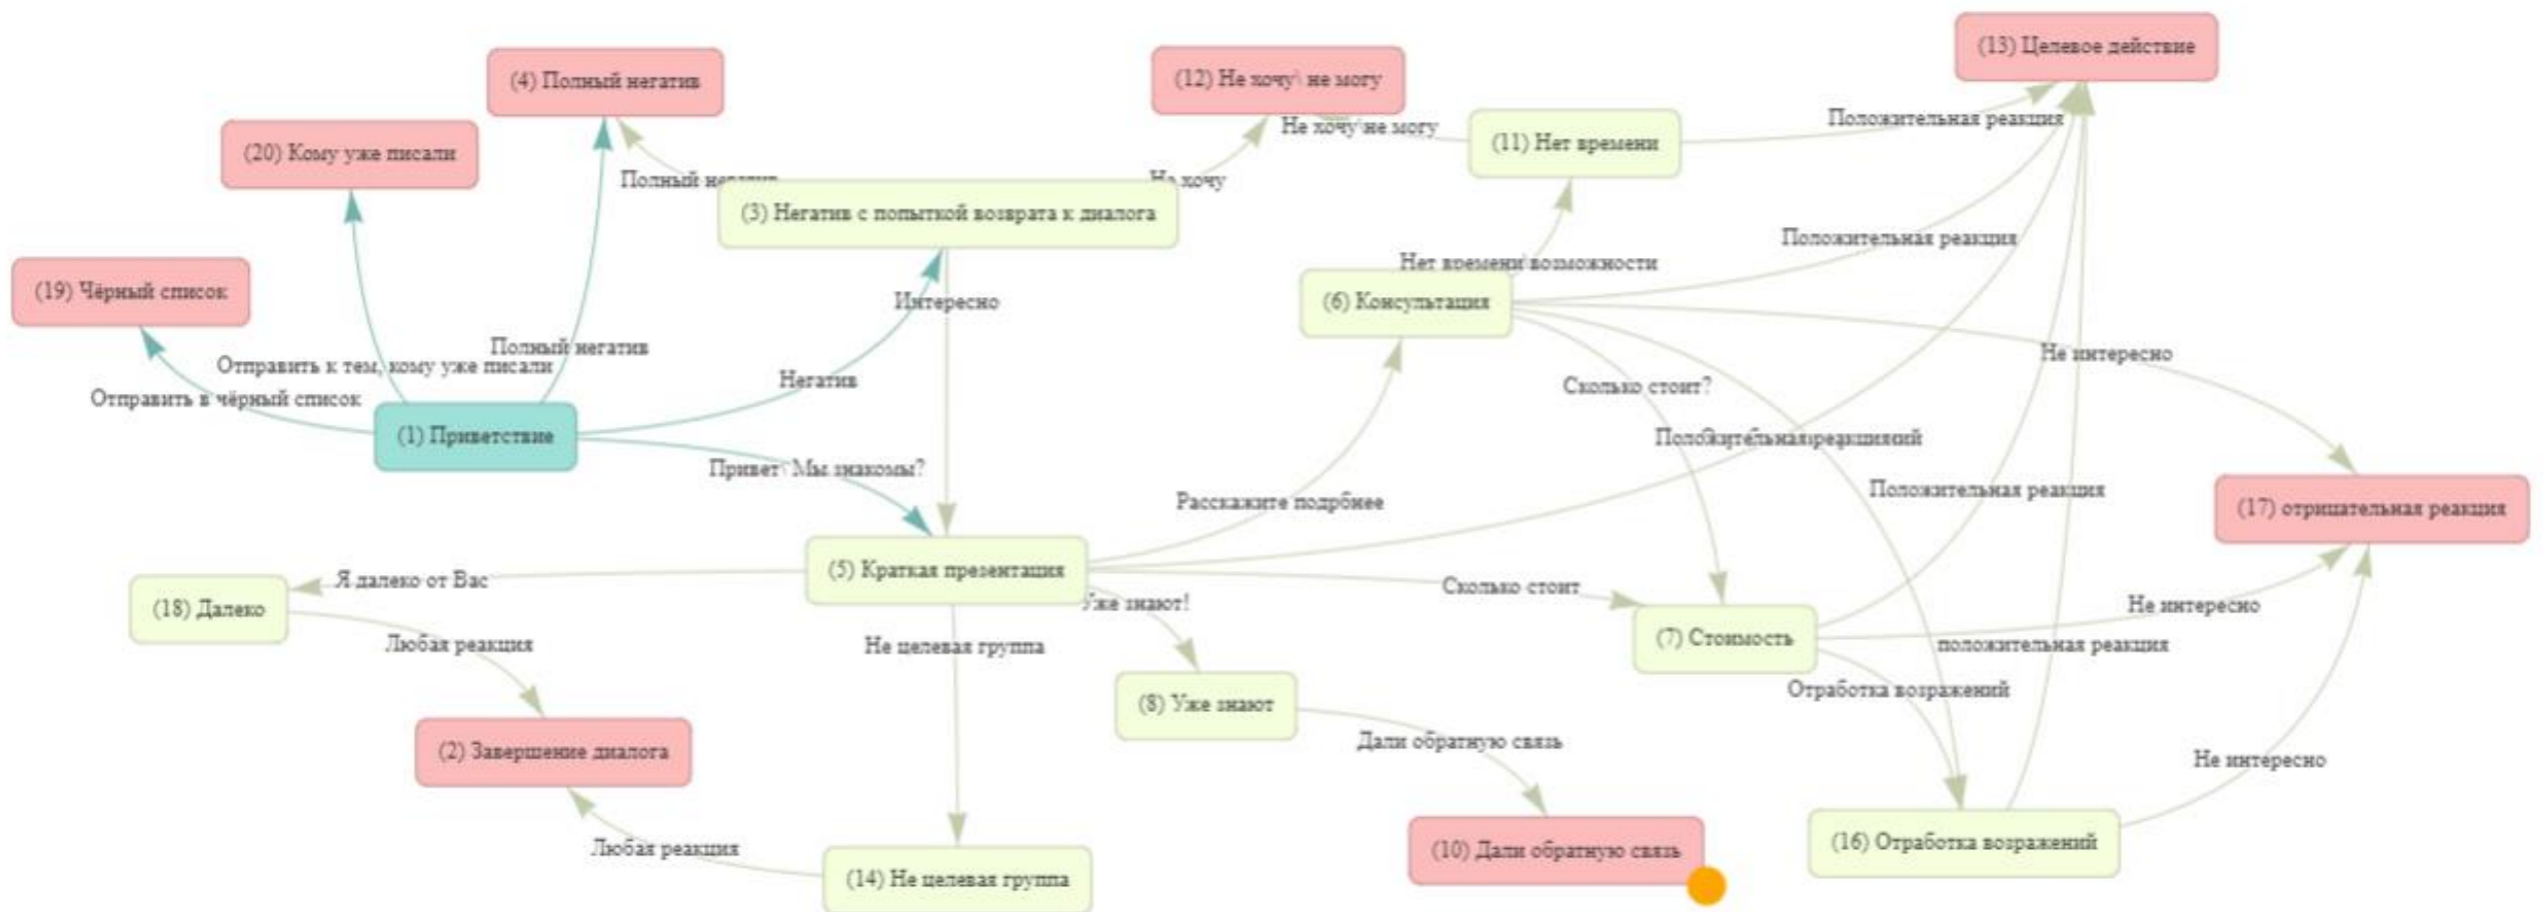 (13) Целевое действие
(4) Полный негатив
(12) Не хочу\ не могу
Не хочу\не могу
Положительная реакция
(11) Нет времени
(20) Кому уже писали
Полный негатив
Не хочу
(3) Негатив с попыткой возврата к диалога
Положительная реакция
Нет времени\возможности
(19) Чёрный список
Интересно
(6) Консультация
Полный негатив
Не интересно
Отправить к тем, кому уже писали
Негатив
Сколько стоит?
Отправить в чёрный список
(1) Приветствие
Положительная
Привет\ Мы знакомы?
Положительная реакция
Расскажите подрбнее
(17) отрицательная реакция
(5) Краткая презентация
Я далеко от Вас
Сколько стоит
(18) Далеко
Уже знают!
Не интересно
Любая реакция
Не целевая группа
(7) Стоимость
положительная реакция
Отработка возражений
(8) Уже знают
Дали обратную связь
(2) Завершение диалога
Не интересно
Любая реакция
(10) Дали обратную связь
(16) Отработка возражений
(14) Не целевая группа